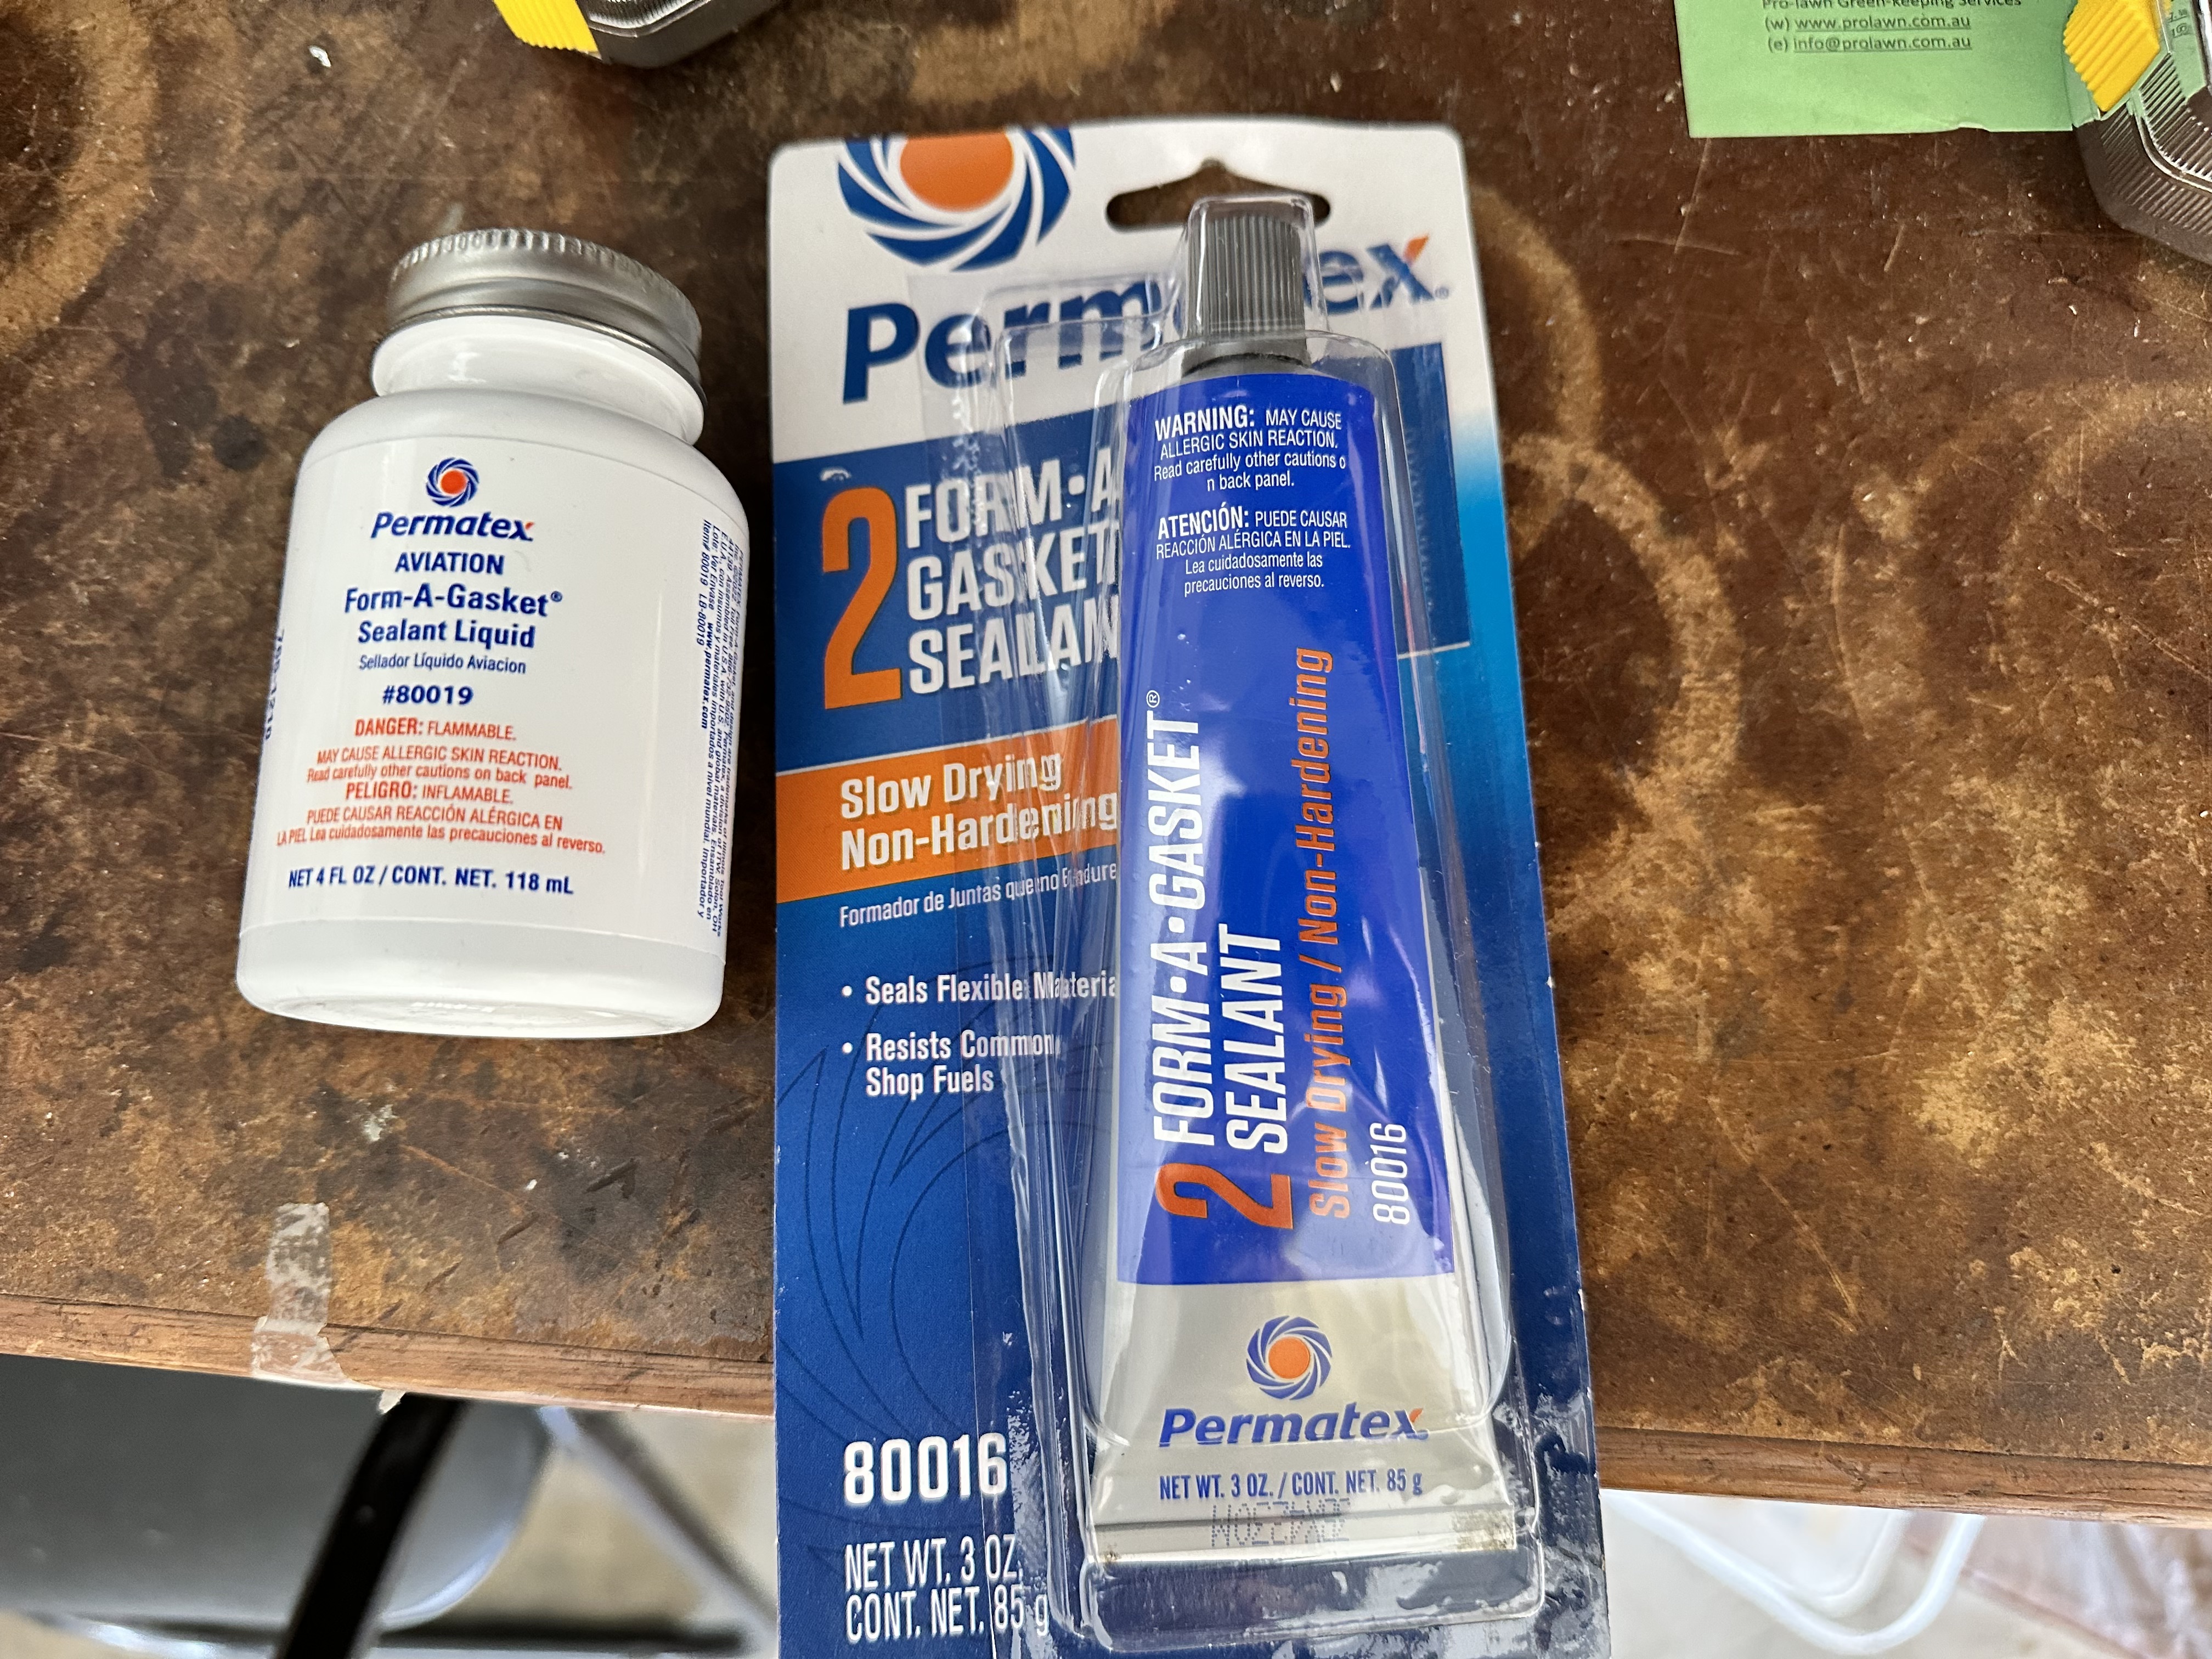 Pro-lawn Green-keeping Services
(w) www.prolawn.com.au
(e) info@prolawn.com.au
Permatex
AVIATION
Form-A-Gasket®
Sealant Liquid
Sellador Líquido Aviacion
#80019
DANGER: FLAMMABLE.
MAY CAUSE ALLERGIC SKIN REACTION.
Read carefully other cautions on back panel.
PELIGRO: INFLAMABLE.
PUEDE CAUSAR REACCIÓN ALÉRGICA EN
LA PIEL Lea cuidadosamente las precauciones al reverso.
NET 4 FL OZ / CONT. NET. 118 mL
Item# 80019 LB-80019
www.permatex.com
Permatex®
2 FORM•A
GASKET
SEALAN
Slow Drying
Non-Hardening
Formador de Juntas que no Endure
• Seals Flexible Materia
• Resists Common
Shop Fuels
80016
NET WT. 3 OZ.
CONT. NET. 85 g
WARNING: MAY CAUSE
ALLERGIC SKIN REACTION.
Read carefully other cautions o
n back panel.
ATENCIÓN: PUEDE CAUSAR
REACCIÓN ALÉRGICA EN LA PIEL.
Lea cuidadosamente las
precauciones al reverso.
2 FORM•A•GASKET®
SEALANT
Slow Drying / Non-Hardening
80016
Permatex®
NET WT. 3 OZ. / CONT. NET. 85 g